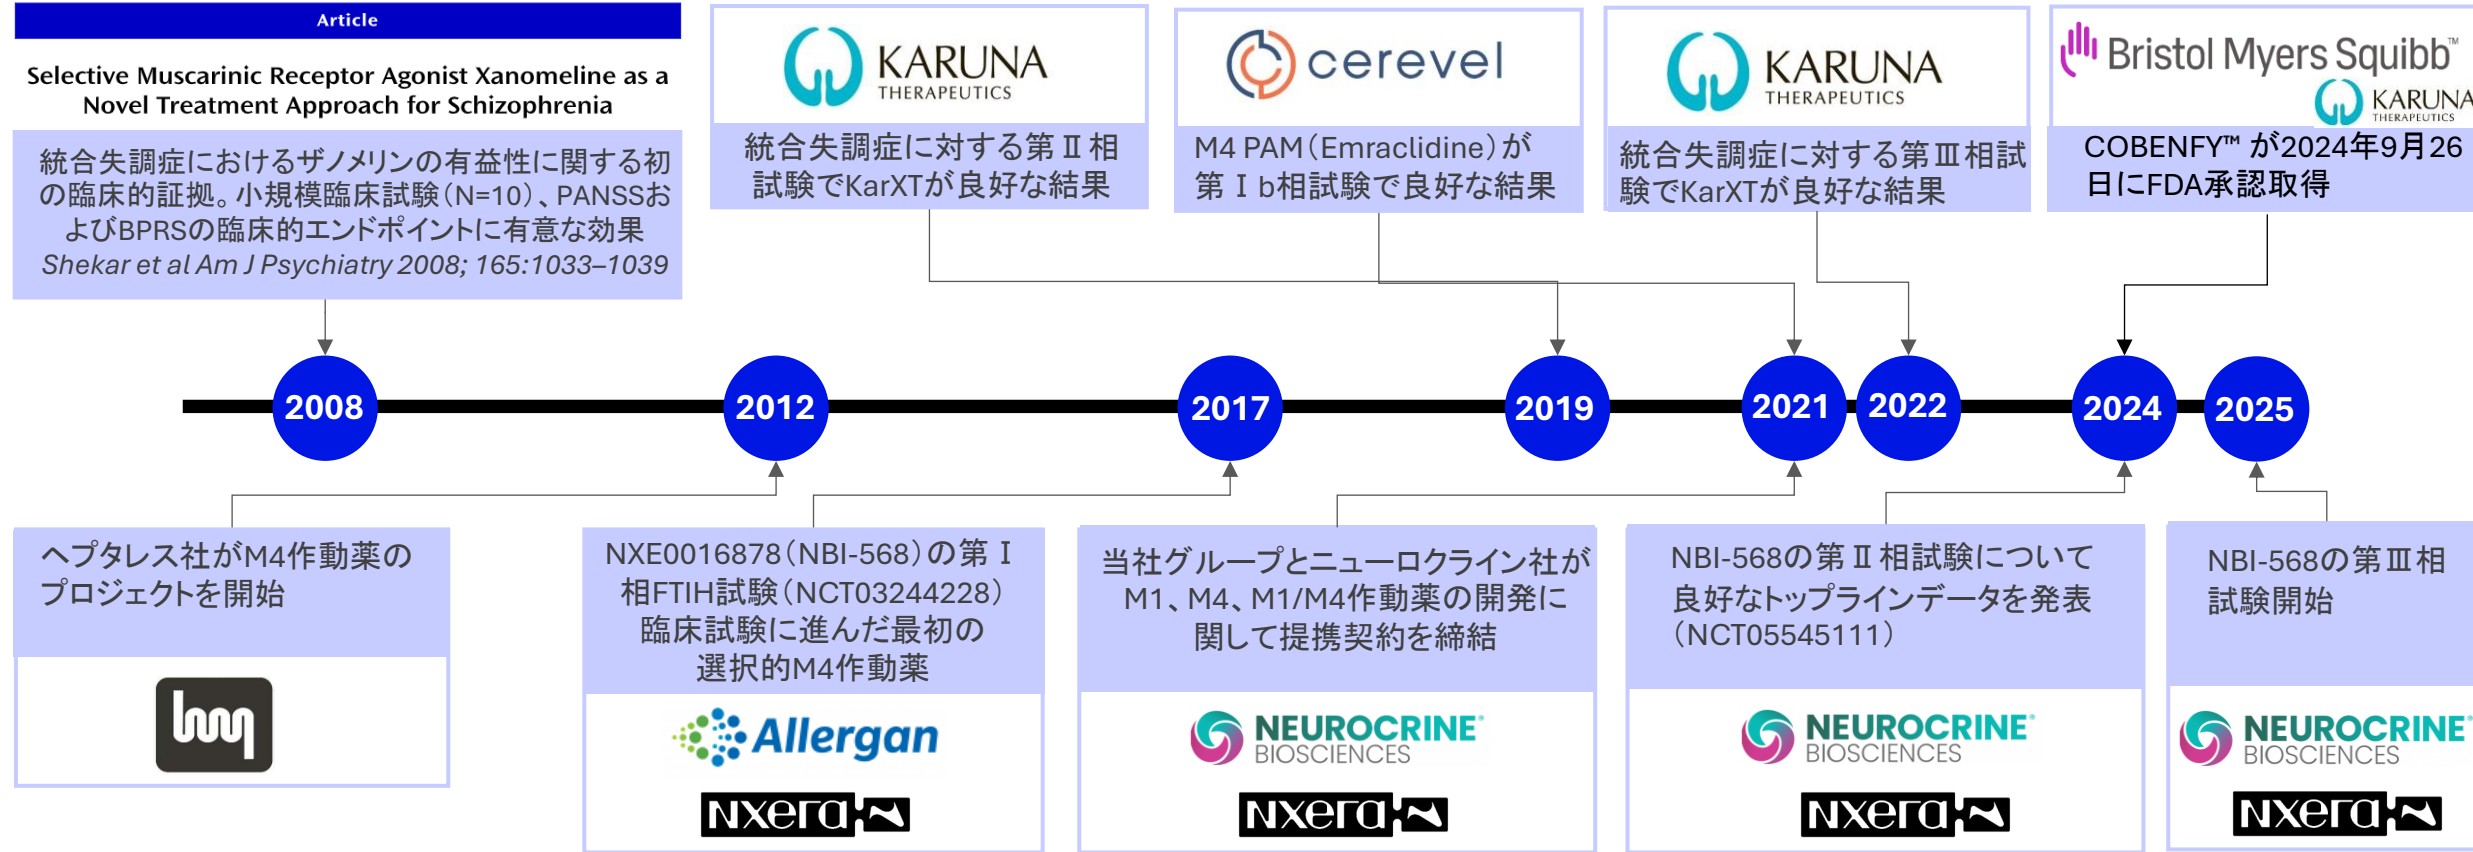 Article
Selective Muscarinic Receptor Agonist Xanomeline as a
Novel Treatment Approach for Schizophrenia
統合失調症におけるザノメリンの有益性に関する初
の臨床的証拠。小規模臨床試験（N=10）、PANSSお
よびBPRSの臨床的エンドポイントに有意な効果
Shekar et al Am J Psychiatry 2008; 165:1033–1039
KARUNA
THERAPEUTICS
統合失調症に対する第Ⅱ相
試験でKarXTが良好な結果
cerevel
M4 PAM（Emraclidine）が
第Ⅰb相試験で良好な結果
KARUNA
THERAPEUTICS
統合失調症に対する第Ⅲ相試
験でKarXTが良好な結果
Bristol Myers Squibb™
KARUNA
THERAPEUTICS
COBENFY™ が2024年9月26
日にFDA承認取得
2008
2012
2017
2019
2021
2022
2024
2025
ヘプタレス社がM4作動薬の
プロジェクトを開始
NXE0016878（NBI-568）の第Ⅰ
相FTIH試験（NCT03244228）
臨床試験に進んだ最初の
選択的M4作動薬
Allergan
Nxera
当社グループとニューロクライン社が
M1、M4、M1/M4作動薬の開発に
関して提携契約を締結
NEUROCRINE®
BIOSCIENCES
Nxera
NBI-568の第Ⅱ相試験について
良好なトップラインデータを発表
（NCT05545111）
NEUROCRINE®
BIOSCIENCES
Nxera
NBI-568の第Ⅲ相
試験開始
NEUROCRINE®
BIOSCIENCES
Nxera